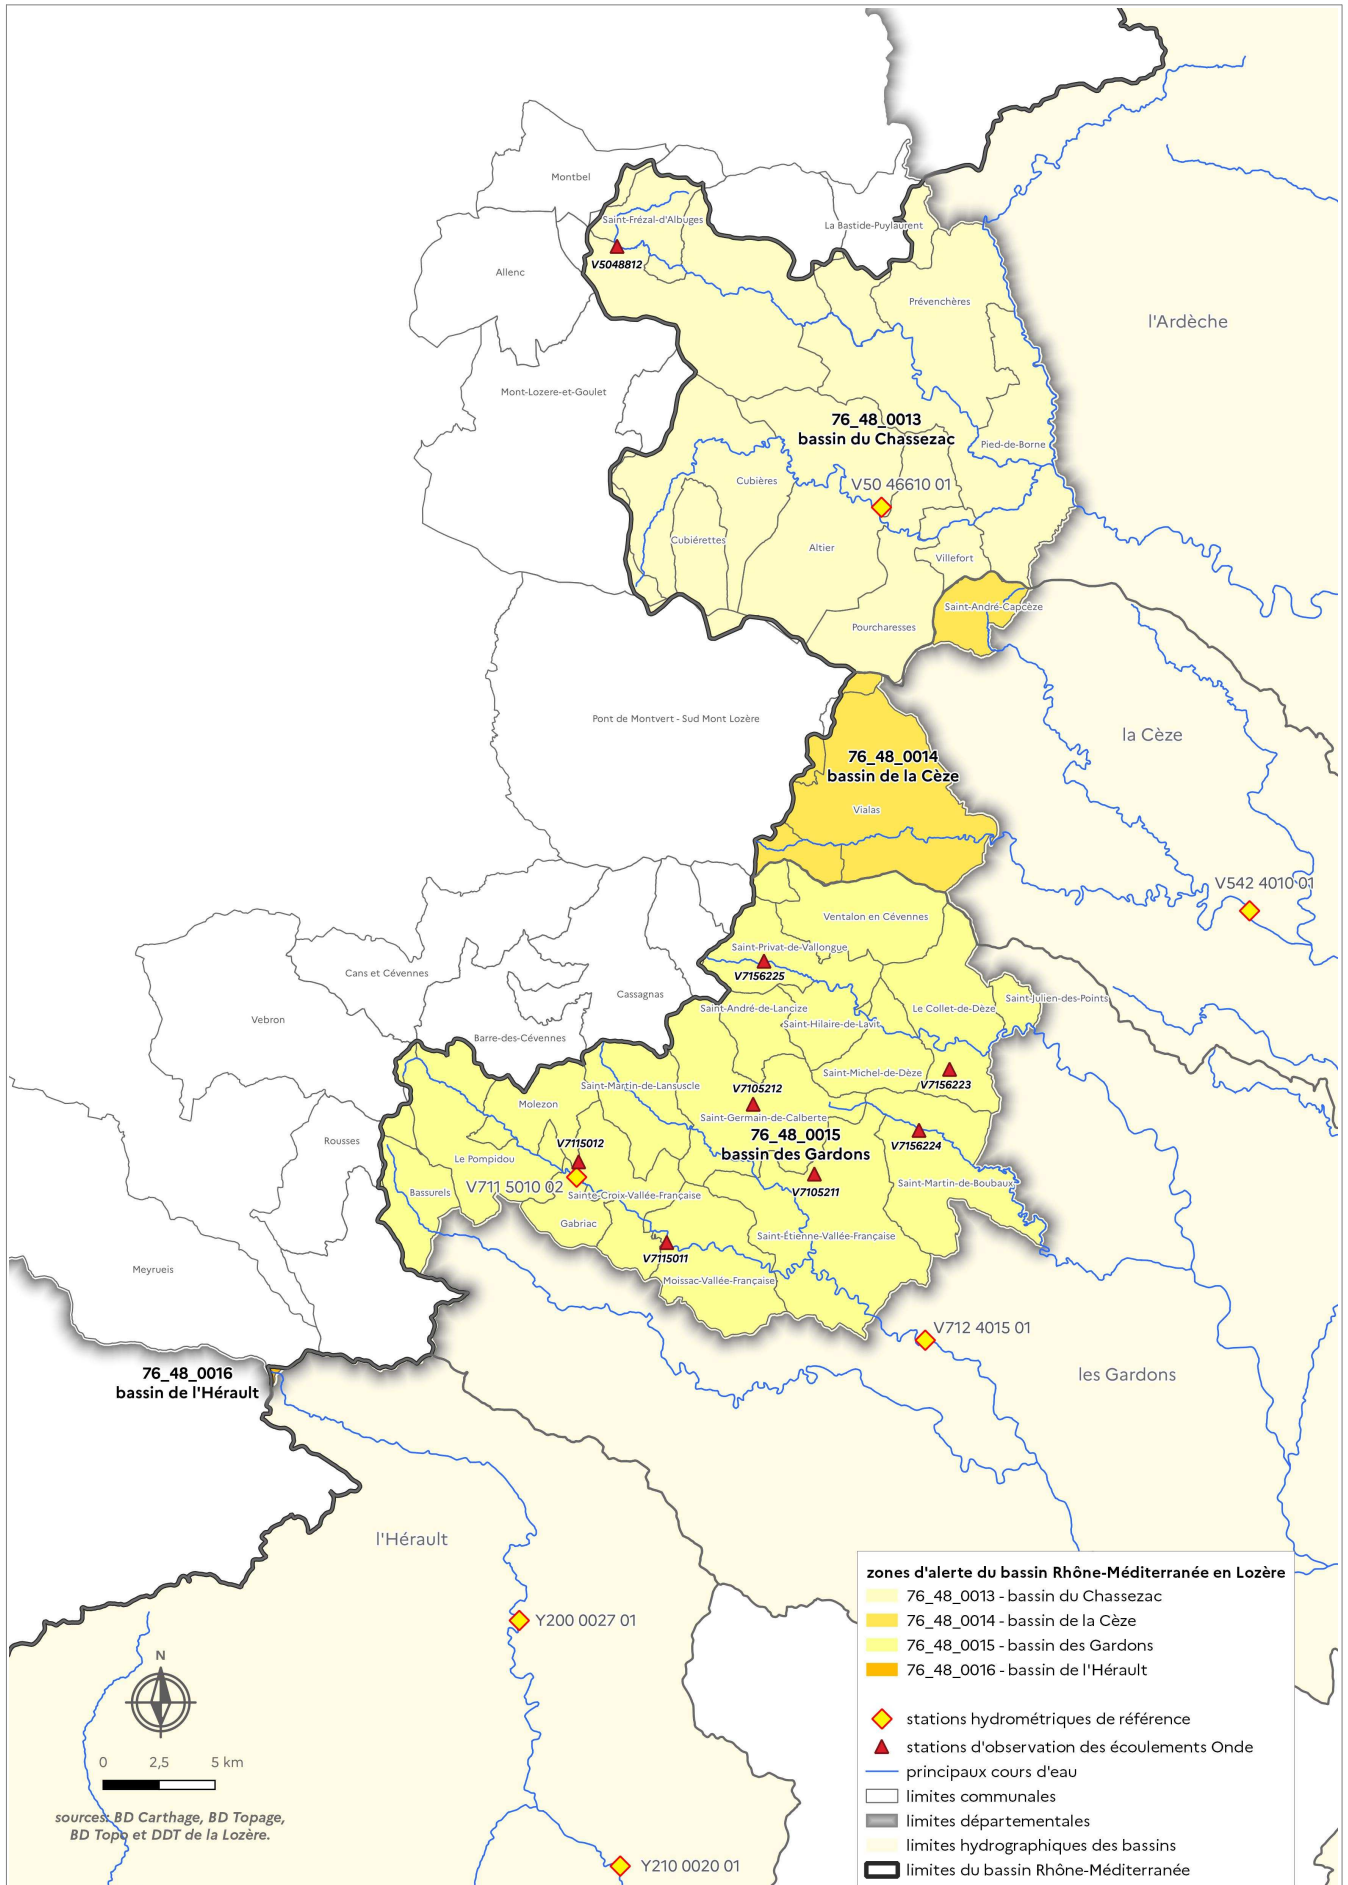 Montbel
Saint-Frézal-d'Albuges
La Bastide-Puylaurent
V5048812
Allenc
Prévenchères
l'Ardèche
Mont-Lozere-et-Goulet
76_48_0013
bassin du Chassezac
Pied-de-Borne
Cubières
V50 46610 01
Cubiérettes
Altier
Villefort
Saint-André-Capcèze
Pourcharesses
Pont de Montvert - Sud Mont Lozère
la Cèze
76_48_0014
bassin de la Cèze
Vialas
V542 4010 01
Ventalon en Cévennes
Saint-Privat-de-Vallongue
V7156225
Cans et Cévennes
Cassagnas
Saint-Julien-des-Points
Saint-André-de-Lancize
Le Collet-de-Dèze
Vebron
Saint-Hilaire-de-Lavit
Barre-des-Cévennes
Saint-Michel-de-Dèze
V7156223
Saint-Martin-de-Lansuscle
V7105212
Molezon
Saint-Germain-de-Calberte
76_48_0015
bassin des Gardons
Rousses
V7115012
V7156224
Le Pompidou
V711 5010 02
Bassurels
Sainte-Croix-Vallée-Française
V7105211
Saint-Martin-de-Boubaux
Gabriac
Saint-Étienne-Vallée-Française
V7115011
Meyrueis
Moissac-Vallée-Française
V712 4015 01
76_48_0016
bassin de l'Hérault
les Gardons
l'Hérault
Y200 0027 01
Y210 0020 01
N
0 2,5 5 km
sources: BD Carthage, BD Topage,
BD Topo et DDT de la Lozère.
zones d'alerte du bassin Rhône-Méditerranée en Lozère
76_48_0013 - bassin du Chassezac
76_48_0014 - bassin de la Cèze
76_48_0015 - bassin des Gardons
76_48_0016 - bassin de l'Hérault
stations hydrométriques de référence
stations d'observation des écoulements Onde
principaux cours d'eau
limites communales
limites départementales
limites hydrographiques des bassins
limites du bassin Rhône-Méditerranée